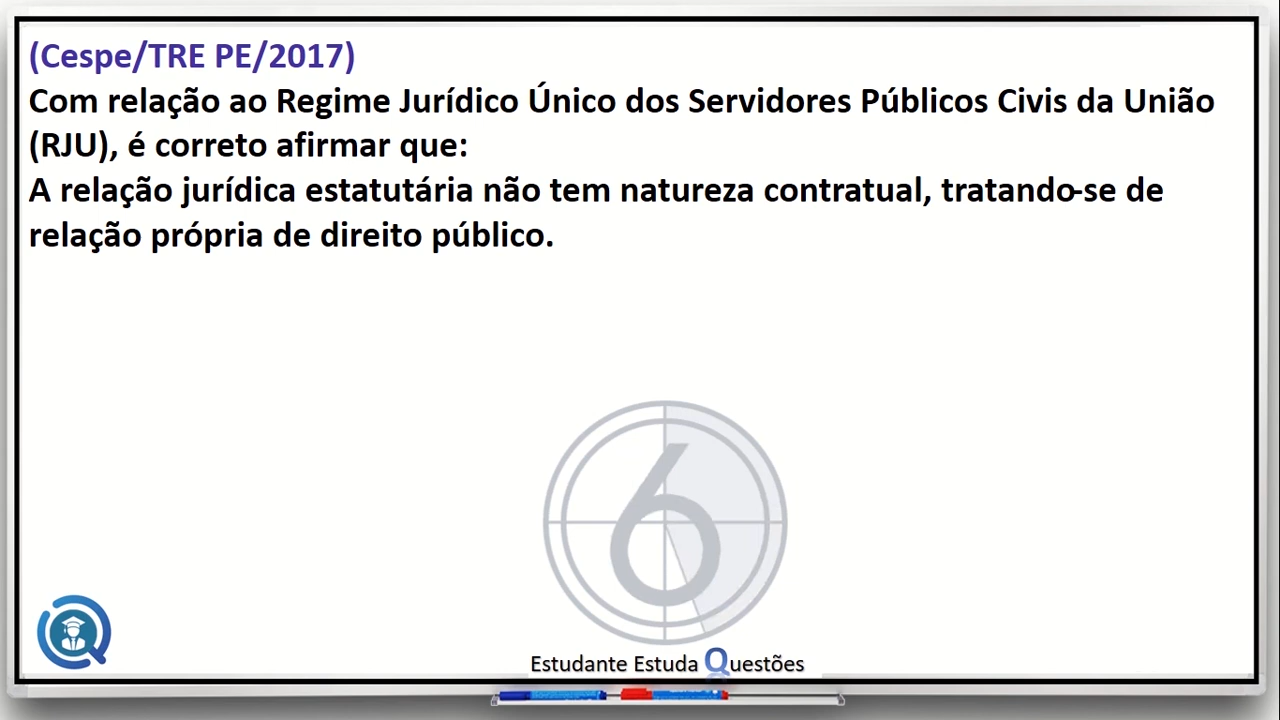 (Cespe/TRE PE/2017)
Com relação ao Regime Jurídico Único dos Servidores Públicos Civis da União
(RJU), é correto afirmar que:
A relação jurídica estatutária não tem natureza contratual, tratando-se de
relação própria de direito público.
6
Estudante Estuda Questões